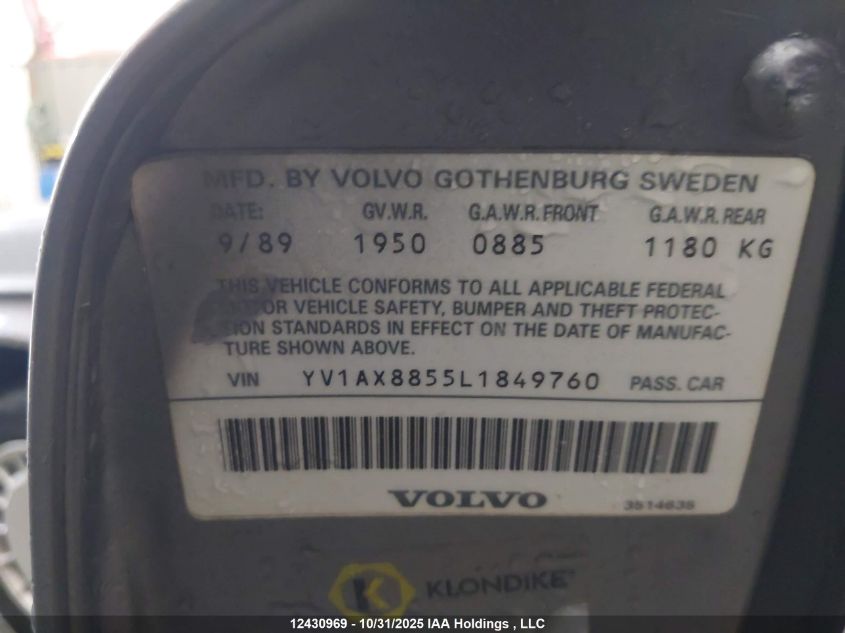 MFD. BY VOLVO GOTHENBURG SWEDEN
DATE: GV.W.R. G.A.W.R. FRONT G.A.W.R. REAR
9/89 1950 0885 1180 KG
THIS VEHICLE CONFORMS TO ALL APPLICABLE FEDERAL
MOTOR VEHICLE SAFETY, BUMPER AND THEFT PROTEC-
TION STANDARDS IN EFFECT ON THE DATE OF MANUFAC-
TURE SHOWN ABOVE.
VIN YV1AX8855L1849760 PASS. CAR
VOLVO
3514635
K KLONDIKE
12430969 - 10/31/2025 IAA Holdings , LLC